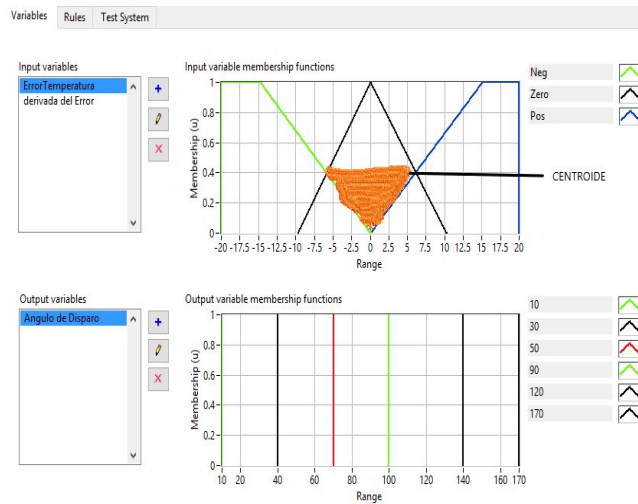 Variables Rules Test System
Input variables
ErrorTemperatura
derivada del Error
Input variable membership functions
Membership (u)
1
0.8
0.6
0.4
0.2
0
-20 -17.5 -15 -12.5 -10 -7.5 -5 -2.5 0 2.5 5 7.5 10 12.5 15 17.5 20
Range
Neg
Zero
Pos
CENTROIDE
Output variables
Angulo de Disparo
Output variable membership functions
Membership (u)
1
0.8
0.6
0.4
0.2
0
10 20 40 60 80 100 120 140 160 170
Range
10
30
50
90
120
170